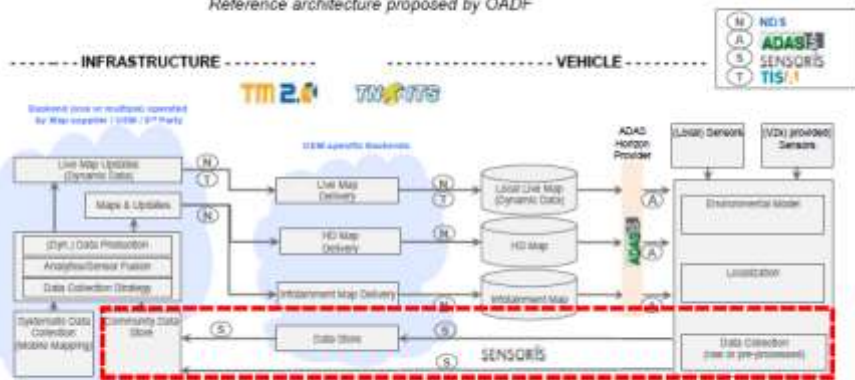 Reference architecture proposed by OADF
N NDS
A ADAS
S SENSORIS
T TISA
INFRASTRUCTURE
VEHICLE
TM 2.0
TN ITS
Backend (one or multiple) operated
by Map supplier / OEM / 3rd Party
OEM specific Backends
ADAS
Horizon
Provider
(Local) Sensors
(V2x) provided
Sensors
Live Map Updates
(Dynamic Data)
N
T
Live Map
Delivery
N
T
Local Live Map
(Dynamic Data)
A
Environmental Model
Maps & Updates
N
(Dyn.) Data Production
Analytics/Sensor Fusion
Data Collection Strategy
HD Map
Delivery
N
HD Map
ADAS
A
Localization
Infotainment Map Delivery
N
Infotainment Map
A
Systematic Data
Collection
(Mobile Mapping)
Community Data
Store
S
Data Store
S
SENSORIS
S
Data Collection
(raw or pre-processed)